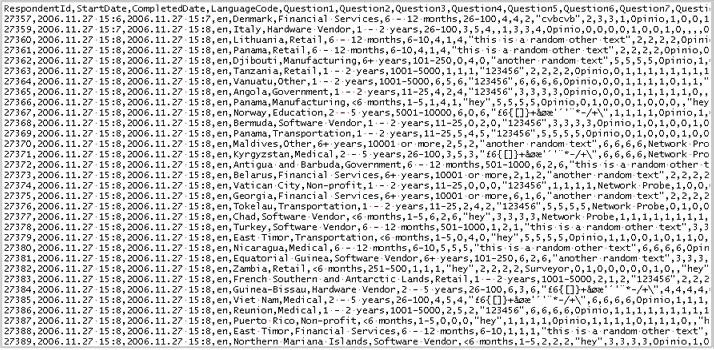 RespondentId,StartDate,CompletedDate,LanguageCode,Question1,Question2,Question3,Question4,Question5,Question6,Question7,Questi
27357,2006.11.27 15:6,2006.11.27 15:7,en,Denmark,Financial Services,6 - 12 months,26-100,4,4,2,"cvbcvb",2,3,3,1,Opinio,1,0,0,1
27359,2006.11.27 15:8,2006.11.27 15:8,en,Italy,Hardware Vendor,1 - 2 years,26-100,3,5,4,,1,3,3,4,Opinio,0,0,0,0,1,0,1,0,,,,0
27360,2006.11.27 15:8,2006.11.27 15:8,en,Lithuania,Retail,6 - 12 months,6-10,4,1,4,"this is a random other text",2,2,2,2,Opinio
27361,2006.11.27 15:8,2006.11.27 15:8,en,Panama,Retail,6 - 12 months,6-10,4,1,4,"this is a random other text",2,2,2,2,Opinio,0
27362,2006.11.27 15:8,2006.11.27 15:8,en,Djibouti,Manufacturing,6+ years,101-250,0,4,0,"another random text",5,5,5,5,Opinio,1,
27363,2006.11.27 15:8,2006.11.27 15:8,en,Tanzania,Retail,1 - 2 years,1001-5000,1,1,1,"123456",2,2,2,2,Opinio,0,1,1,1,1,1,1,1
27364,2006.11.27 15:8,2006.11.27 15:8,en,Vanuatu,Other,1 - 2 years,1001-5000,6,5,6,"123456",6,6,6,6,Opinio,0,1,1,1,1,1,1,1
27365,2006.11.27 15:8,2006.11.27 15:8,en,Angola,Government,1 - 2 years,11-25,4,2,4,"123456",3,3,3,3,Opinio,0,1,1,1,1,1,1,1
27366,2006.11.27 15:8,2006.11.27 15:8,en,Panama,Manufacturing,<6 months,1-5,1,4,1,"hey",5,5,5,5,Opinio,0,1,0,0,0,1,0,0,,,"hey
27367,2006.11.27 15:8,2006.11.27 15:8,en,Norway,Education,2 - 5 years,5001-10000,6,0,6,"£6{[]}+åøæ
27368,2006.11.27 15:8,2006.11.27 15:8,en,Bermuda,Software Vendor,1 - 2 years,11-25,0,2,0,"123456",3,3,3,3,Opinio,0,1,1,1,1
27369,2006.11.27 15:8,2006.11.27 15:8,en,Panama,Transportation,1 - 2 years,11-25,5,4,5,"123456",5,5,5,5,Opinio,0,1,1,1,1,1
27370,2006.11.27 15:8,2006.11.27 15:8,en,Maldives,Other,6+ years,10001 or more,2,5,2,"another random text",6,6,6,6,Network Pro
27371,2006.11.27 15:8,2006.11.27 15:8,en,Kyrgyzstan,Medical,2 - 5 years,26-100,3,5,3,"£6{[]}+åøæ
27372,2006.11.27 15:8,2006.11.27 15:8,en,Antigua and Barbuda,Government,6 - 12 months,501-1000,6,2,6,"this is a random other t
27373,2006.11.27 15:8,2006.11.27 15:8,en,Belarus,Financial Services,6+ years,10001 or more,2,1,2,"another random text",2,2,2,2
27374,2006.11.27 15:8,2006.11.27 15:8,en,Vatican City,Non-profit,1 - 2 years,11-25,0,0,0,"123456",1,1,1,1,Network Probe,1,0,0
27375,2006.11.27 15:8,2006.11.27 15:8,en,Georgia,Financial Services,6+ years,10001 or more,6,1,6,"another random text",2,2,2,2
27376,2006.11.27 15:8,2006.11.27 15:8,en,Tokelau,Transportation,1 - 2 years,11-25,2,4,2,"123456",5,5,5,5,Opinio,0,1,1,1,1
27377,2006.11.27 15:8,2006.11.27 15:8,en,Chad,Software Vendor,<6 months,1-5,6,2,6,"hey",3,3,3,3,Network Probe,1,1,1,1,1,1,1
27378,2006.11.27 15:8,2006.11.27 15:8,en,Turkey,Software Vendor,6 - 12 months,501-1000,1,2,1,"this is a random other text",3,3
27379,2006.11.27 15:8,2006.11.27 15:8,en,East Timor,Transportation,<6 months,1-5,0,4,0,"hey",5,5,5,5,Opinio,0,1,1,1,1,1
27380,2006.11.27 15:8,2006.11.27 15:8,en,Nicaragua,Medical,6 - 12 months,6-10,5,5,5,"this is a random other text",6,6,6,6,Opin
27381,2006.11.27 15:8,2006.11.27 15:8,en,Equatorial Guinea,Software Vendor,6+ years,101-250,6,2,6,"another random text",3,3,3
27382,2006.11.27 15:8,2006.11.27 15:8,en,Zambia,Retail,<6 months,251-500,1,1,1,"hey",2,2,2,2,Surveyor,0,1,0,0,0,1,0,,,"hey"
27383,2006.11.27 15:8,2006.11.27 15:8,en,French Southern and Antarctic Lands,Retail,1 - 2 years,1001-5000,2,1,2,"123456",2,2,2
27384,2006.11.27 15:8,2006.11.27 15:8,en,Guinea-Bissau,Hardware Vendor,2 - 5 years,26-100,6,3,6,"£6{[]}+åøæ
27385,2006.11.27 15:8,2006.11.27 15:8,en,Viet Nam,Medical,2 - 5 years,26-100,4,5,4,"£6{[]}+åøæ
27386,2006.11.27 15:8,2006.11.27 15:8,en,Reunion,Medical,1 - 2 years,1001-5000,2,5,2,"123456",6,6,6,6,Opinio,0,1,1,1,1,1,1
27387,2006.11.27 15:8,2006.11.27 15:8,en,Puerto Rico,Non-profit,<6 months,1-5,0,0,0,"hey",1,1,1,1,Opinio
27388,2006.11.27 15:8,2006.11.27 15:8,en,East Timor,Financial Services,6 - 12 months,6-10,1,1,1,"this is a random other text",
27389,2006.11.27 15:8,2006.11.27 15:8,en,Northern Mariana Islands,Software Vendor,<6 months,1-5,2,2,2,"hey",3,3,3,3,Opinio,0,1